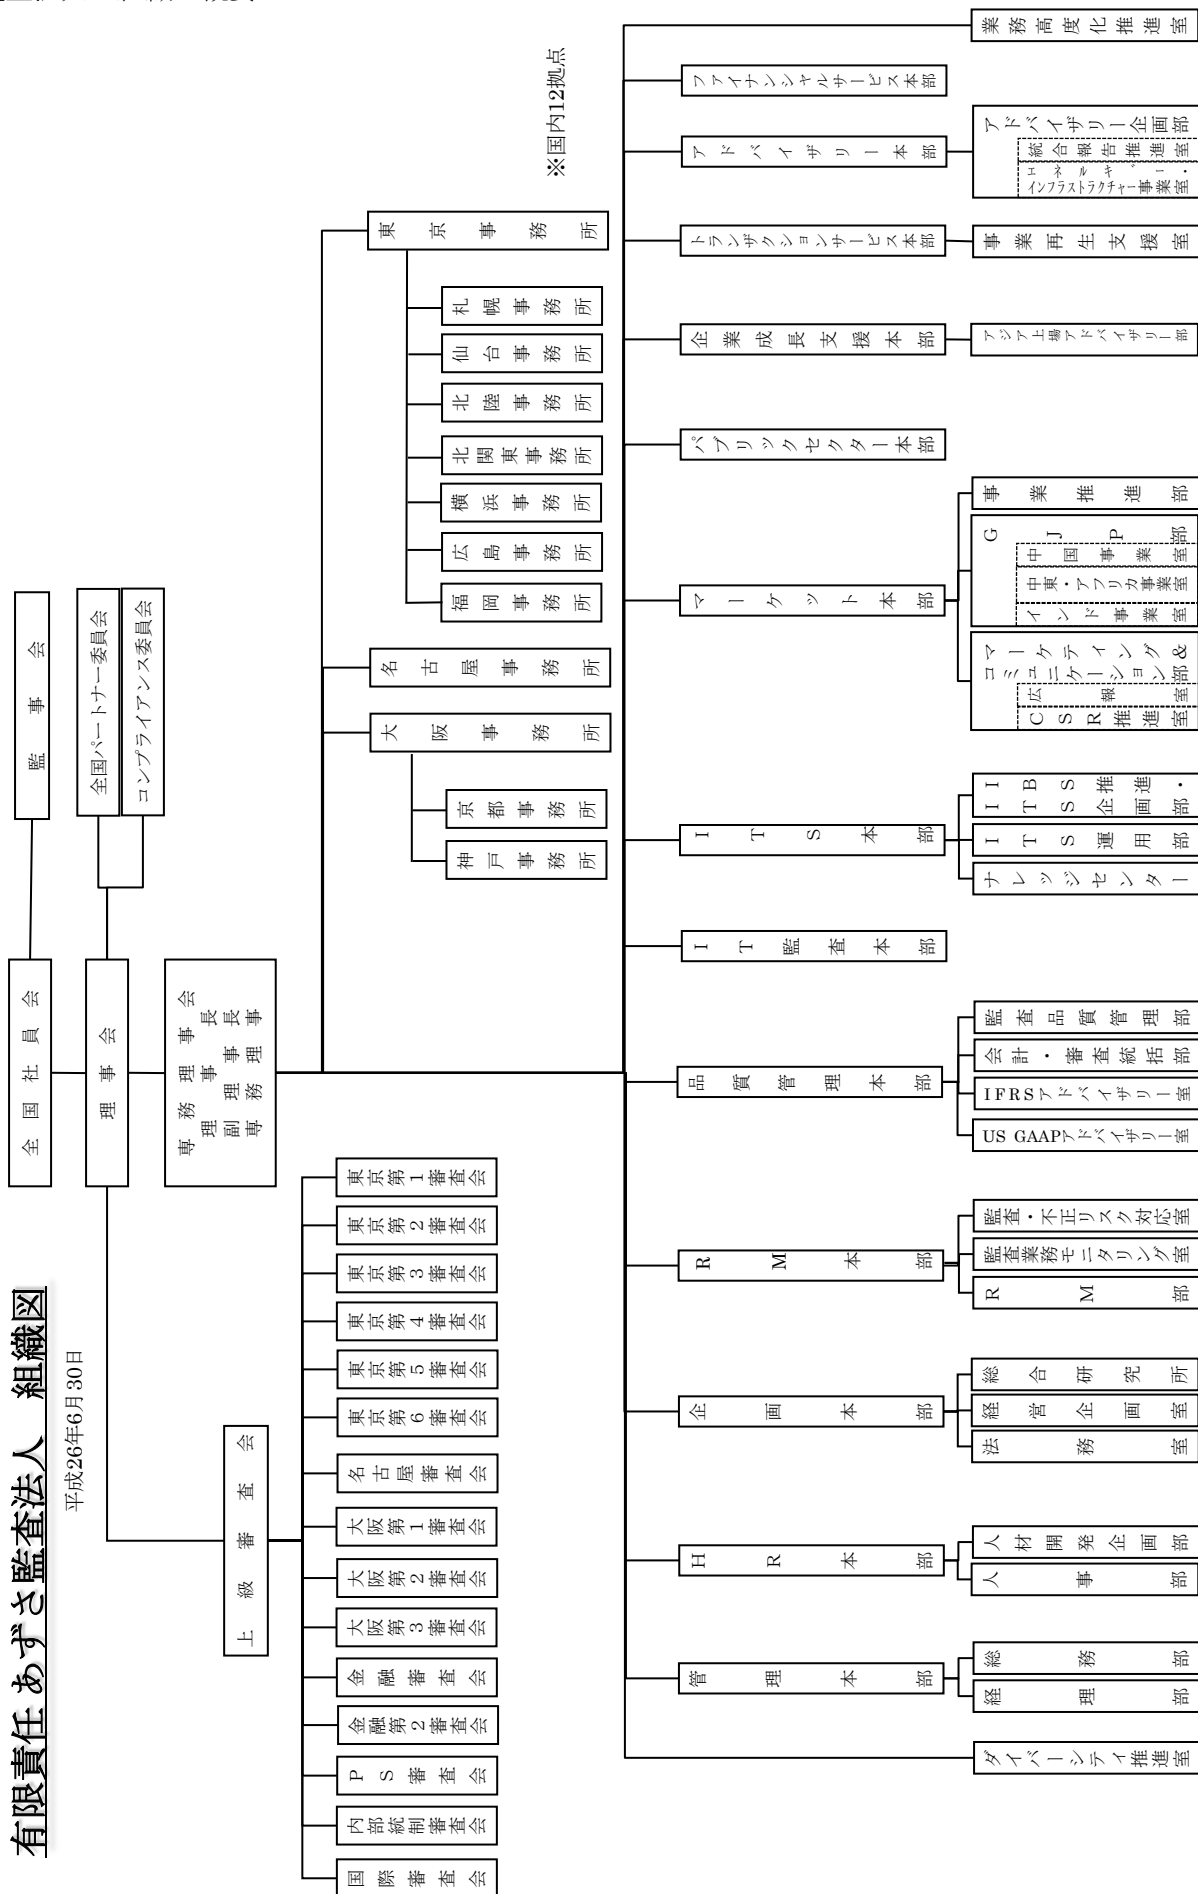 有限責任 あずさ監査法人　組織図
平成26年6月30日
全国社員会
監事会
理事会
全国パートナー委員会
コンプライアンス委員会
専務理事会
理事長
副理事長
専務理事
上級審査会
国際審査会
内部統制審査会
PS審査会
金融第2審査会
金融審査会
大阪第3審査会
大阪第2審査会
大阪第1審査会
名古屋審査会
東京第6審査会
東京第5審査会
東京第4審査会
東京第3審査会
東京第2審査会
東京第1審査会
神戸事務所
京都事務所
大阪事務所
名古屋事務所
福岡事務所
広島事務所
横浜事務所
北関東事務所
北陸事務所
仙台事務所
札幌事務所
東京事務所
※国内12拠点
ダイバーシティ推進室
管理本部
経理部
総務部
HR本部
人事部
人材開発企画部
企画本部
法務室
経営企画室
総合研究所
RM本部
RM部
監査業務モニタリング室
監査・不正リスク対応室
品質管理本部
US GAAPアドバイザリー室
IFRSアドバイザリー室
会計・審査統括部
監査品質管理部
IT監査本部
ITS本部
ナレッジセンター
ITS運用部
IBS推進・
ITS企画部
マーケット本部
マーケティング＆
コミュニケーション部
広報室
CSR推進室
GJP部
中国事業室
中東・アフリカ事業室
インド事業室
事業推進部
パブリックセクター本部
企業成長支援本部
アジア上場アドバイザリー部
トランザクションサービス本部
事業再生支援室
アドバイザリー本部
アドバイザリー企画部
統合報告推進室
エネルギー・
インフラストラクチャー事業室
ファイナンシャルサービス本部
業務高度化推進室